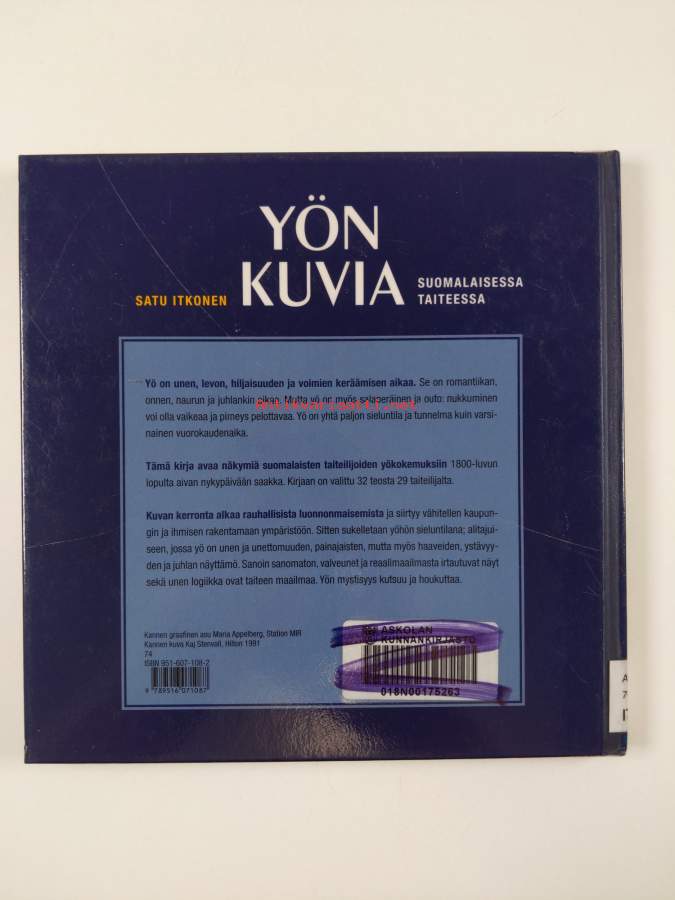 YÖN
KUVIA
SATU ITKONEN
SUOMALAISESSA
TAITEESSA
Yö on unen, levon, hiljaisuuden ja voimien keräämisen aikaa. Se on romantiikan,
onnen, naurun ja juhlankin aikaa. Mutta yö on myös salaperäinen ja outo: nukkuminen
voi olla vaikeaa ja pimeys pelottavaa. Yö on yhtä paljon sieluntila ja tunnelma kuin varsi-
nainen vuorokaudenaika.
Antikvariaatti.net
Tämä kirja avaa näkymiä suomalaisten taiteilijoiden yökokemuksiin 1800-luvun
lopulta aivan nykypäivään saakka. Kirjaan on valittu 32 teosta 29 taiteilijalta.
Kuvan kerronta alkaa rauhallisista luonnonmaisemista ja siirtyy vähitellen kaupun-
gin ja ihmisen rakentamaan ympäristöön. Sitten sukelletaan yöhön sieluntilana; alitajui-
seen, jossa yö on unen ja unettomuuden, painajaisten, mutta myös haaveiden, ystävyy-
den ja juhlan näyttämö. Sanoin sanomaton, valveunet ja reaalimaailmasta irtautuvat näyt
sekä unen logiikka ovat taiteen maailmaa. Yön mystisyys kutsuu ja houkuttaa.
Kannen graafinen asu Maria Appelberg, Station MIR
Kannen kuva Kaj Stenvall, Hilton 1991
74
ISBN 951-607-108-2
9 789516 071087
ASKOLAN
KUNNANKIRJASTO
018N00175263